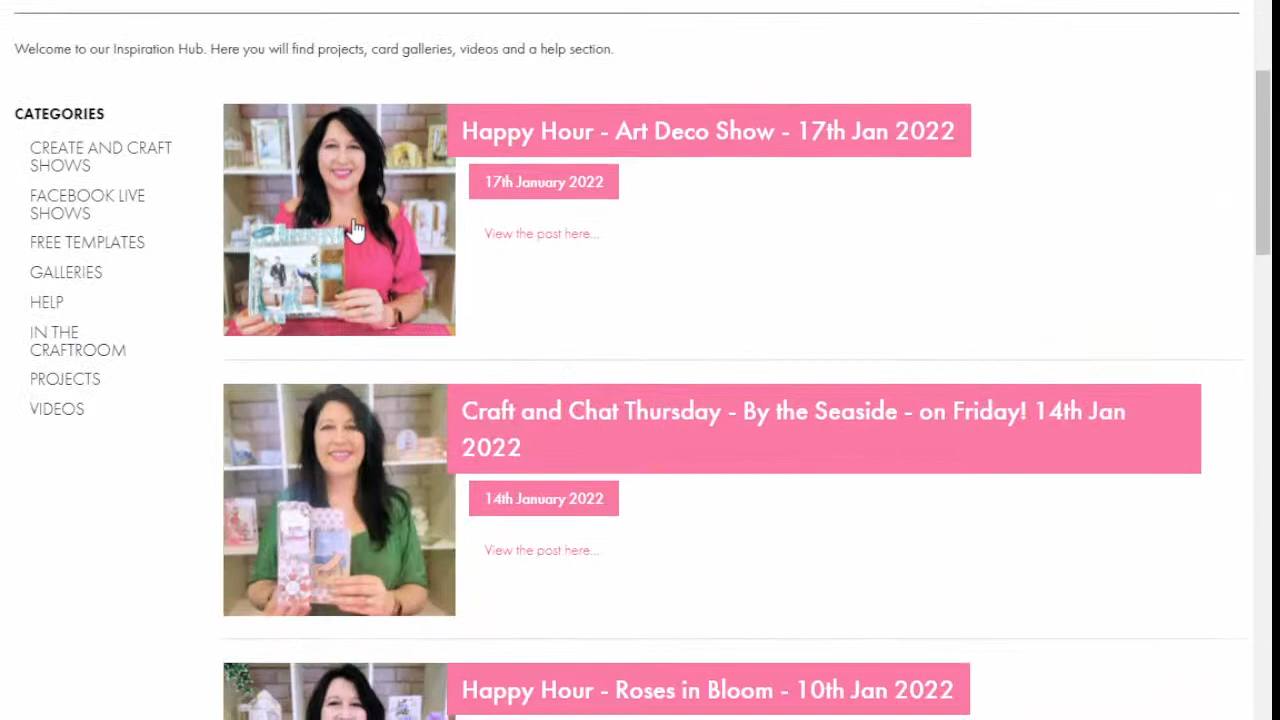 Welcome to our Inspiration Hub. Here you will find projects, card galleries, videos and a help section.
CATEGORIES
CREATE AND CRAFT
SHOWS
FACEBOOK LIVE
SHOWS
FREE TEMPLATES
GALLERIES
HELP
IN THE
CRAFTROOM
PROJECTS
VIDEOS
Happy Hour - Art Deco Show - 17th Jan 2022
17th January 2022
View the post here...
Craft and Chat Thursday - By the Seaside - on Friday! 14th Jan
2022
14th January 2022
View the post here...
Happy Hour - Roses in Bloom - 10th Jan 2022